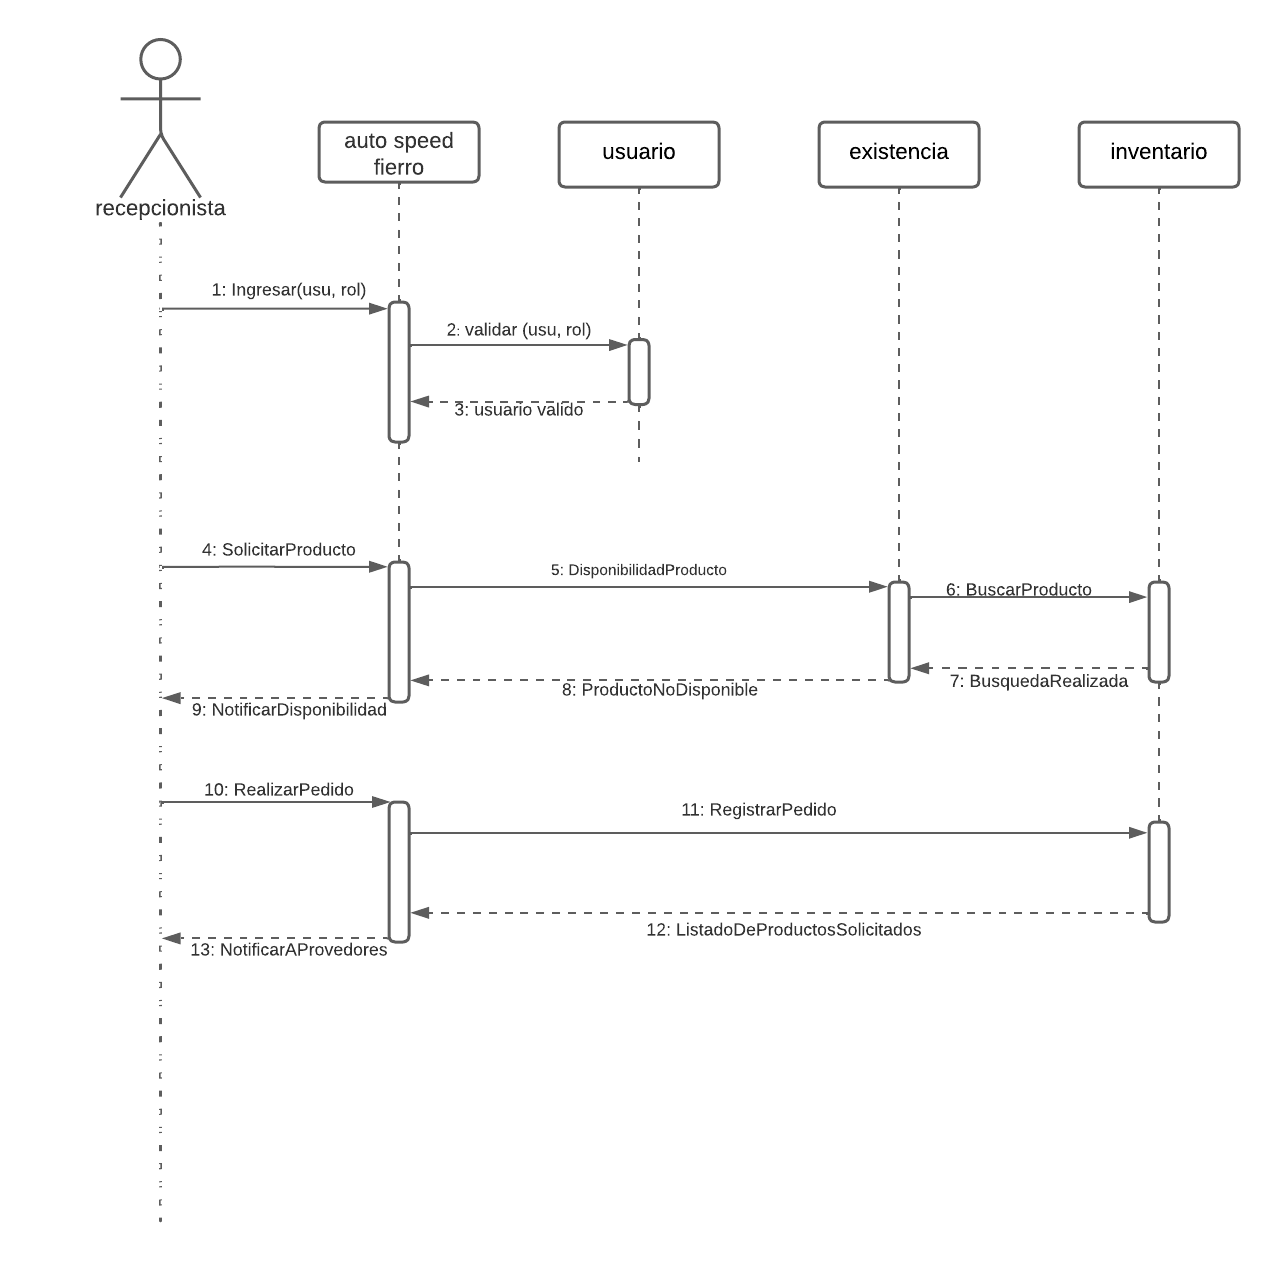 recepcionista
auto speed
fierro
usuario
existencia
inventario
1: Ingresar(usu, rol)
2: validar (usu, rol)
3: usuario valido
4: SolicitarProducto
5: DisponibilidadProducto
6: BuscarProducto
7: BusquedaRealizada
8: ProductoNoDisponible
9: NotificarDisponibilidad
10: RealizarPedido
11: RegistrarPedido
12: ListadoDeProductosSolicitados
13: NotificarAProvedores